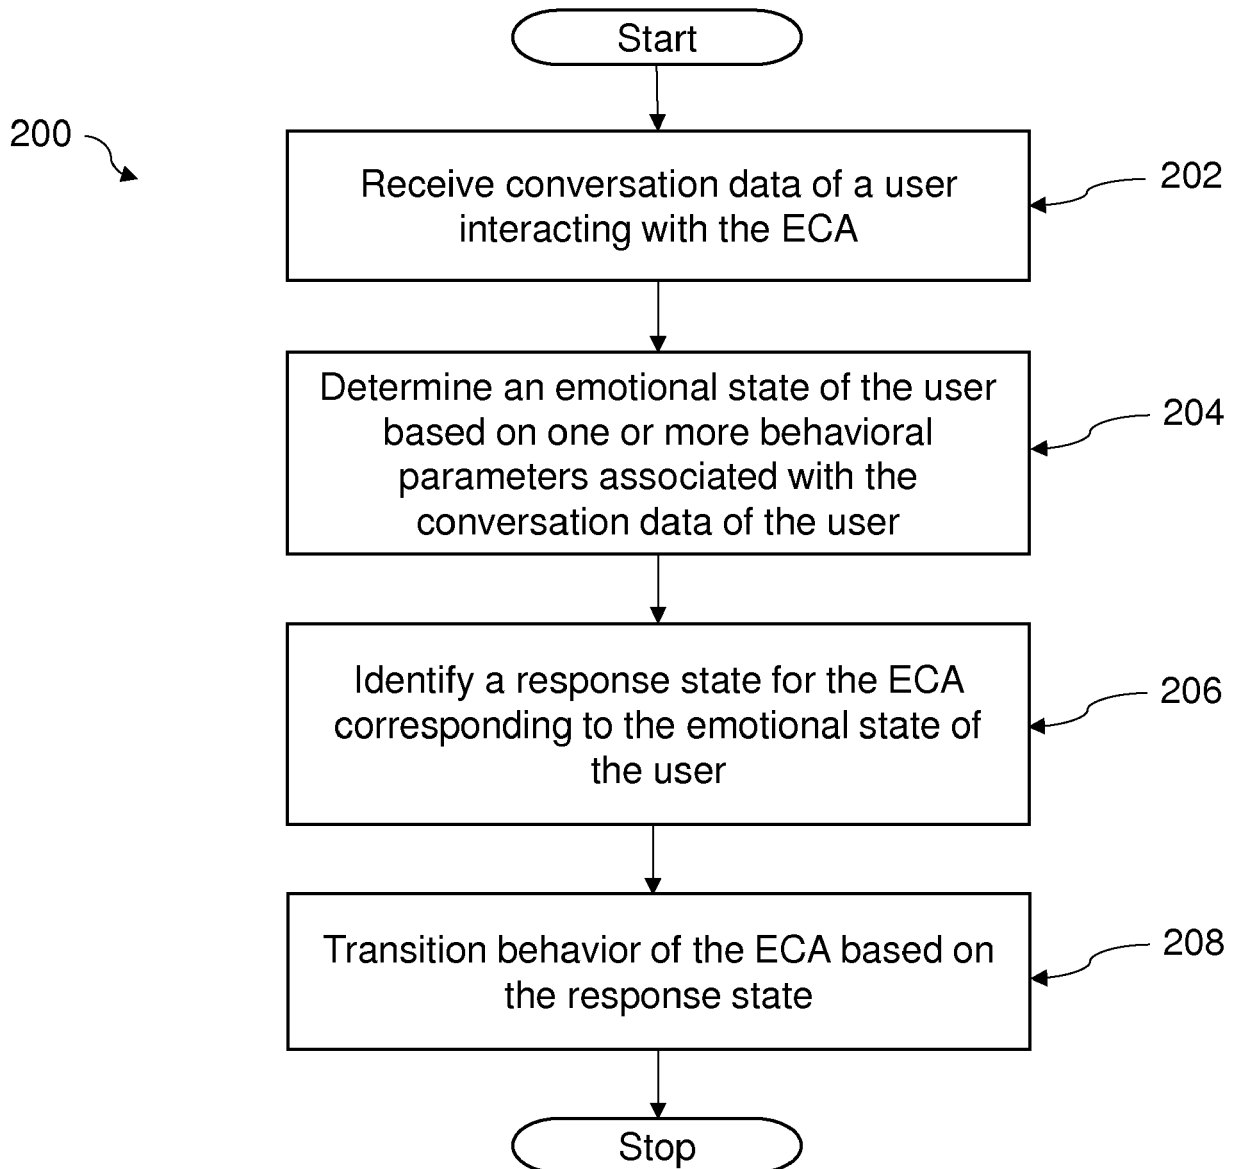 Start
200
Receive conversation data of a user
interacting with the ECA
202
Determine an emotional state of the user
based on one or more behavioral
parameters associated with the
conversation data of the user
204
Identify a response state for the ECA
corresponding to the emotional state of
the user
206
Transition behavior of the ECA based on
the response state
208
Stop